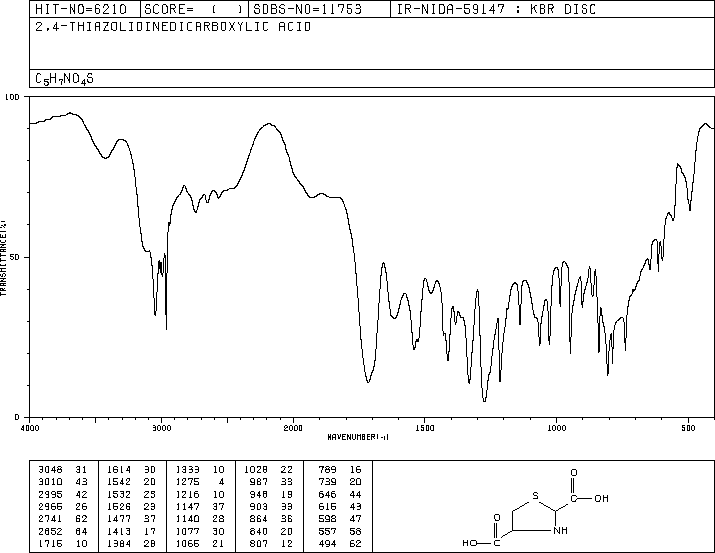 HIT-NO=6210 SCORE= ( ) SDBS-NO=11753 IR-NIDA-59147 : KBR DISC
2,4-THIAZOLIDINEDICARBOXYLIC ACID
C5H7NO4S
100
50
0
TRANSMITTANCE(%)
4000 3000 2000 1500 1000 500
WAVENUMBER(-1)
3048 31 1614 30 1333 10 1028 22 789 16
3010 43 1542 20 1275 4 987 33 739 20
2995 42 1532 25 1216 10 948 19 646 44
2965 26 1526 29 1147 37 903 33 615 43
2741 62 1477 37 1140 28 864 36 598 47
2652 64 1413 17 1077 30 840 20 557 58
1715 10 1384 28 1065 21 807 12 494 62
O
S OH
O
NH
HO